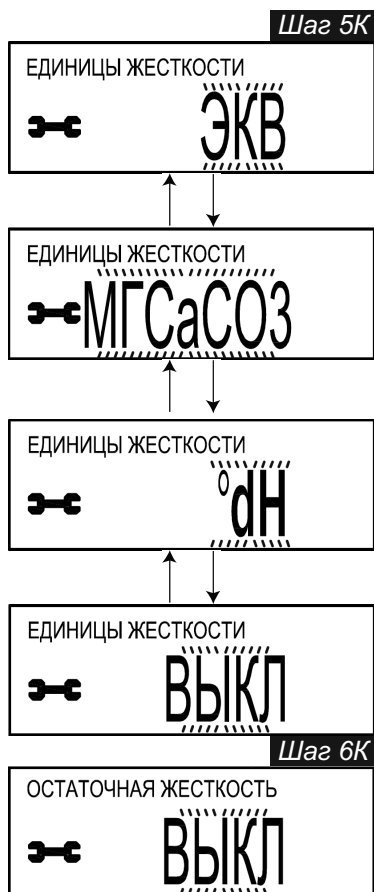 Шаг 5К
ЕДИНИЦЫ ЖЕСТКОСТИ
ЭКВ
ЕДИНИЦЫ ЖЕСТКОСТИ
МГСаСО3
ЕДИНИЦЫ ЖЕСТКОСТИ
°dH
ЕДИНИЦЫ ЖЕСТКОСТИ
ВЫКЛ
Шаг 6К
ОСТАТОЧНАЯ ЖЕСТКОСТЬ
ВЫКЛ